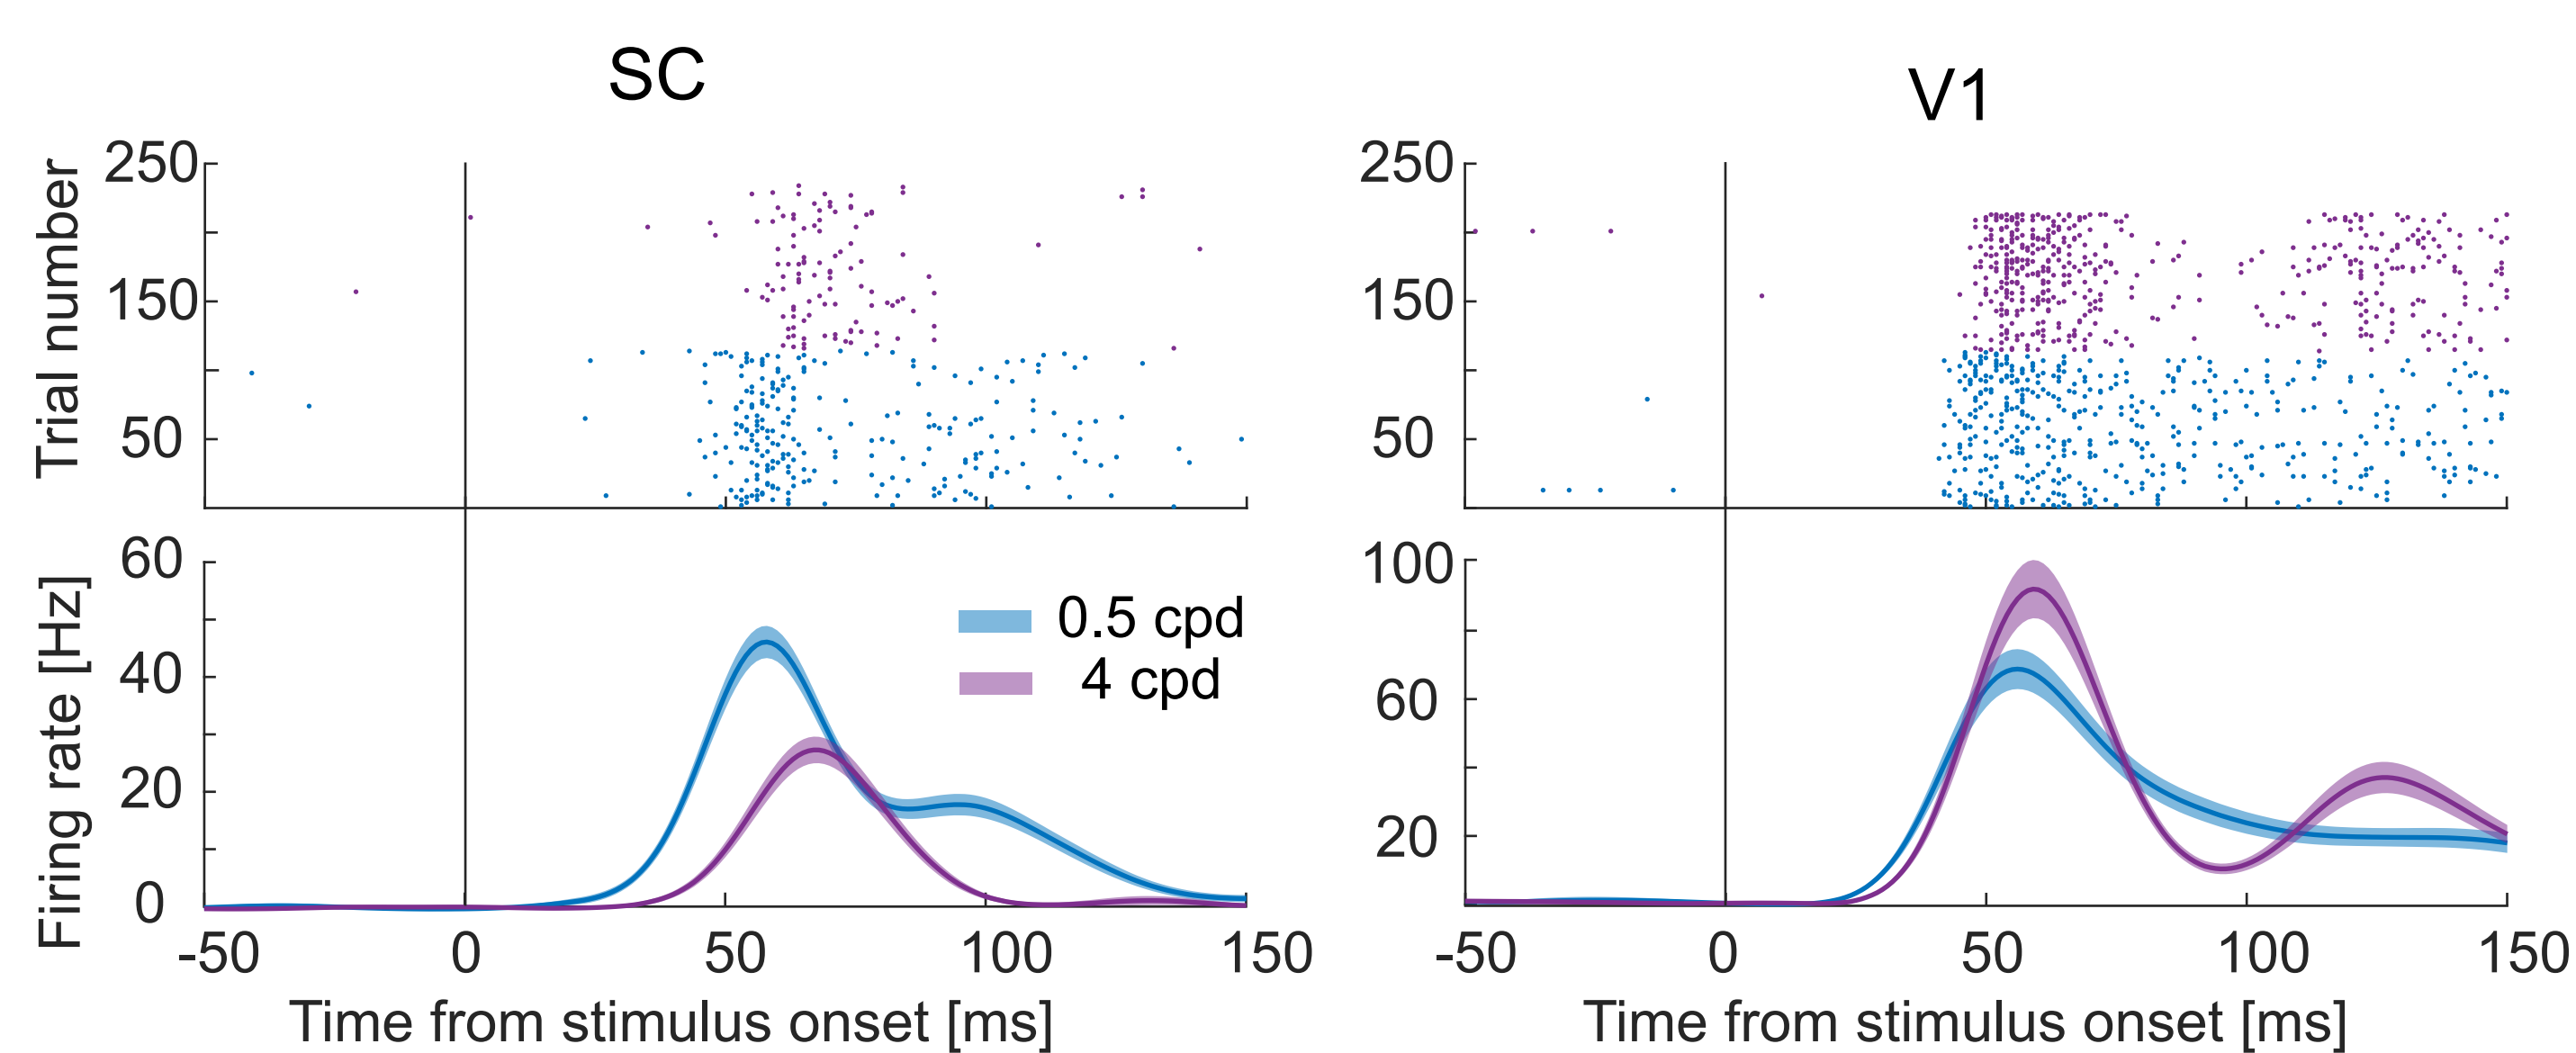 SC
V1
Trial number
250
150
50
250
150
50
Firing rate [Hz]
60
40
20
0
0.5 cpd
4 cpd
100
60
20
-50 0 50 100 150
-50 0 50 100 150
Time from stimulus onset [ms]
Time from stimulus onset [ms]